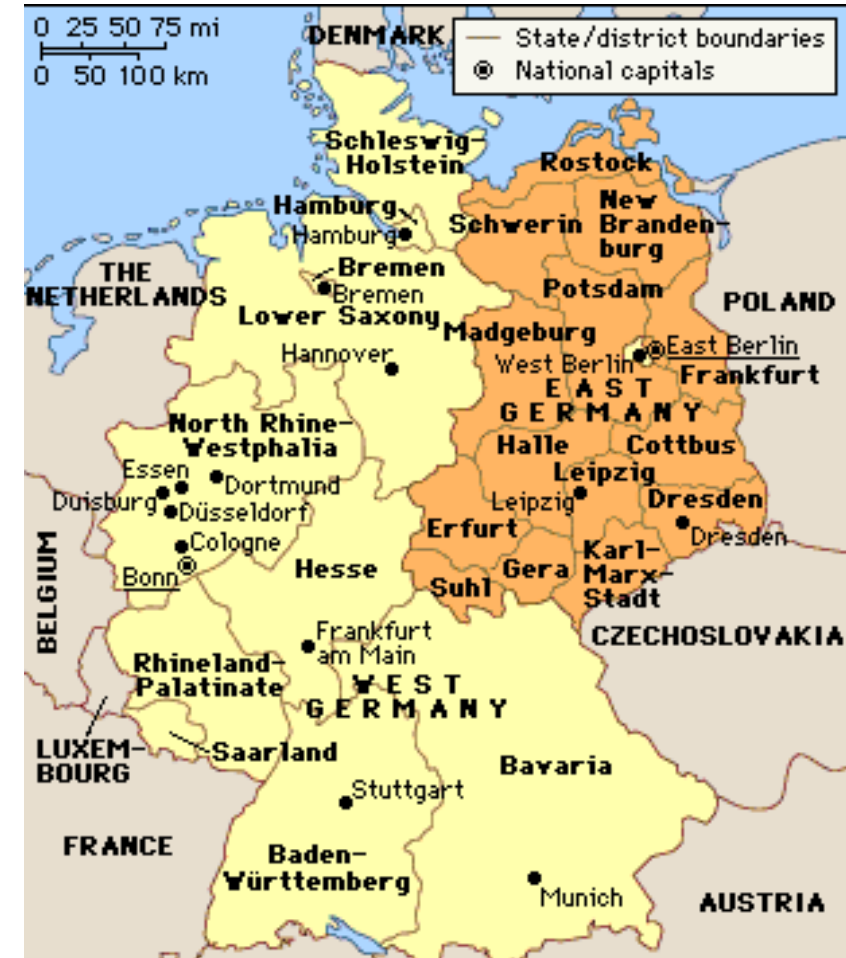 0 25 50 75 mi
0 50 100 km
DENMARK
State/district boundaries
National capitals
Schleswig-
Holstein
Rostock
Hamburg
Hamburg
Schwerin
New
Branden-
burg
Bremen
Bremen
THE
NETHERLANDS
Lower Saxony
Potsdam
POLAND
Madgeburg
Hannover
West Berlin
East Berlin
Frankfurt
EAST
GERMANY
North Rhine-
Westphalia
Halle
Cottbus
Essen
Dortmund
Duisburg
Düsseldorf
Leipzig
Leipzig
Dresden
Dresden
Cologne
Erfurt
BELGIUM
Bonn
Hesse
Suhl
Gera
Karl-
Marx-
Stadt
CZECHOSLOVAKIA
Frankfurt
am Main
Rhineland-
Palatinate
WEST
GERMANY
LUXEM-
BOURG
Saarland
Bavaria
Stuttgart
FRANCE
Baden-
Württemberg
Munich
AUSTRIA